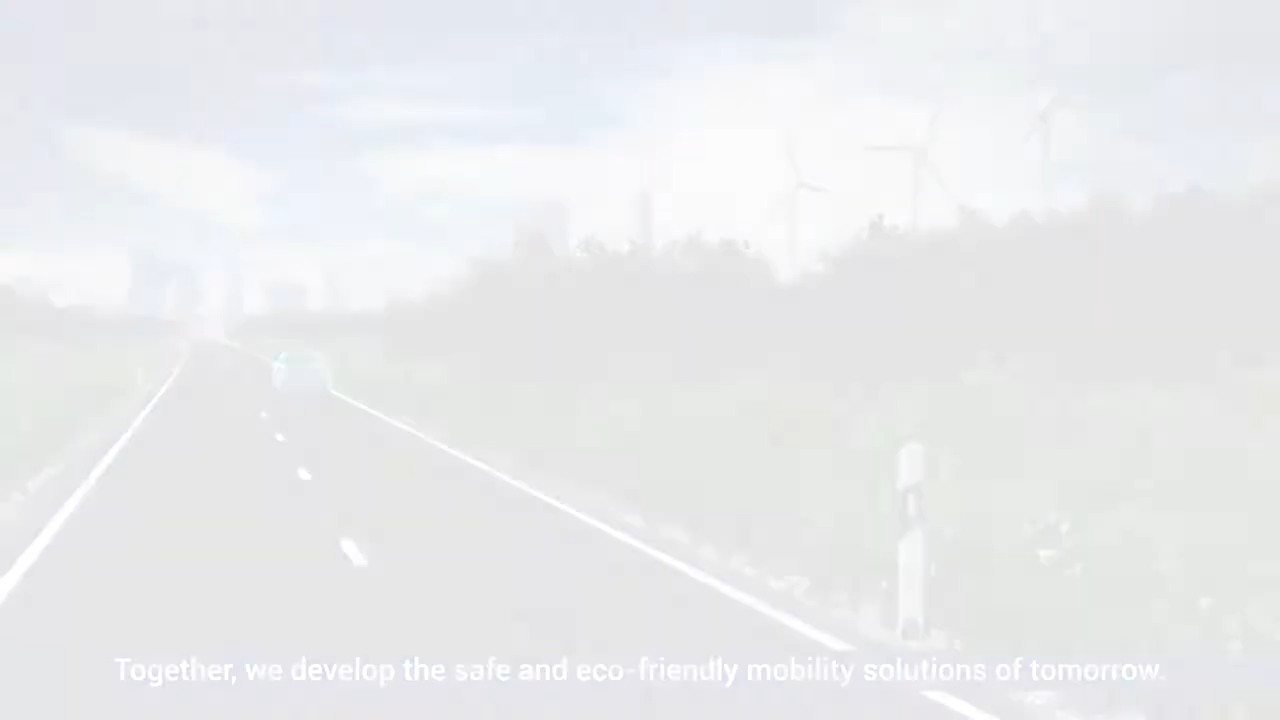 Together, we develop the safe and eco-friendly mobility solutions of tomorrow.